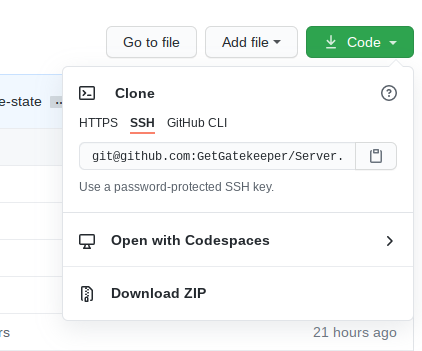 Go to file Add file Code
e-state ...
Clone
HTTPS SSH GitHub CLI
git@github.com:GetGatekeeper/Server.
Use a password-protected SSH key.
Open with Codespaces
Download ZIP
rs 21 hours ago